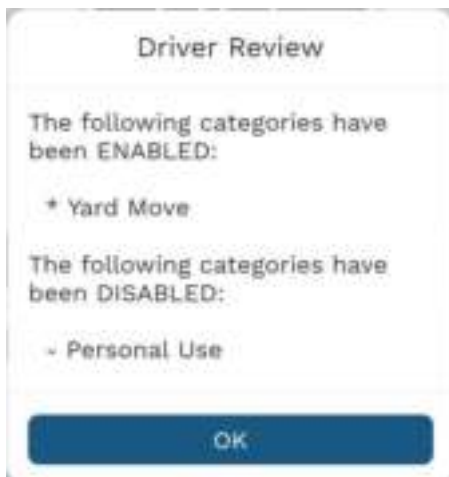 Driver Review
The following categories have
been ENABLED:
* Yard Move
The following categories have
been DISABLED:
- Personal Use
OK